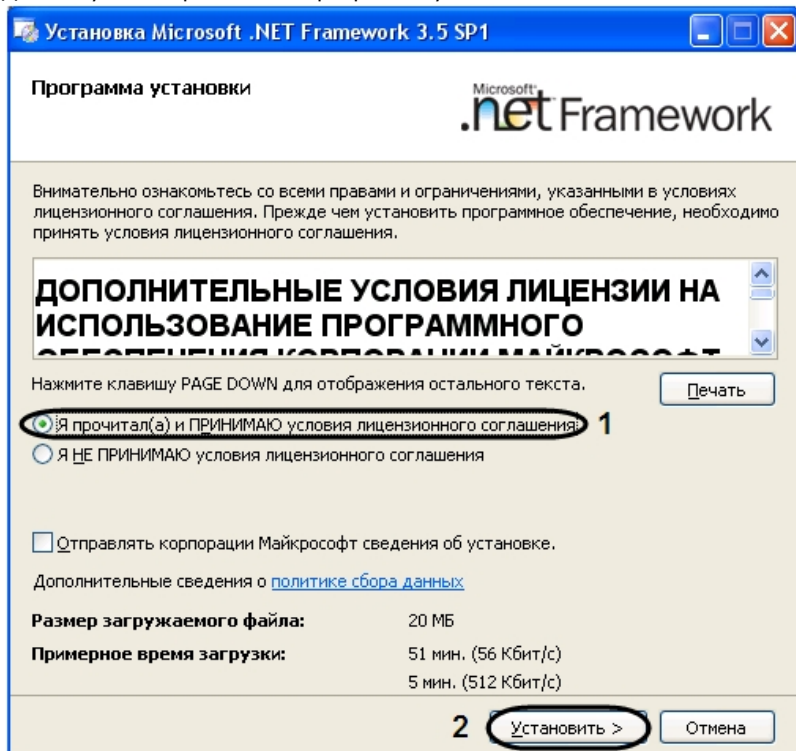 Установка Microsoft .NET Framework 3.5 SP1
Программа установки
Microsoft
.net Framework
Внимательно ознакомьтесь со всеми правами и ограничениями, указанными в условиях
лицензионного соглашения. Прежде чем установить программное обеспечение, необходимо
принять условия лицензионного соглашения.
ДОПОЛНИТЕЛЬНЫЕ УСЛОВИЯ ЛИЦЕНЗИИ НА
ИСПОЛЬЗОВАНИЕ ПРОГРАММНОГО
ОБЕСПЕЧЕНИЯ КОРПОРАЦИИ МАЙКРОСОФТ
Нажмите клавишу PAGE DOWN для отображения остального текста.
Печать
Я прочитал(а) и ПРИНИМАЮ условия лицензионного соглашения 1
Я НЕ ПРИНИМАЮ условия лицензионного соглашения
Отправлять корпорации Майкрософт сведения об установке.
Дополнительные сведения о политике сбора данных
Размер загружаемого файла: 20 МБ
Примерное время загрузки: 51 мин. (56 Кбит/с)
5 мин. (512 Кбит/с)
2 Установить > Отмена